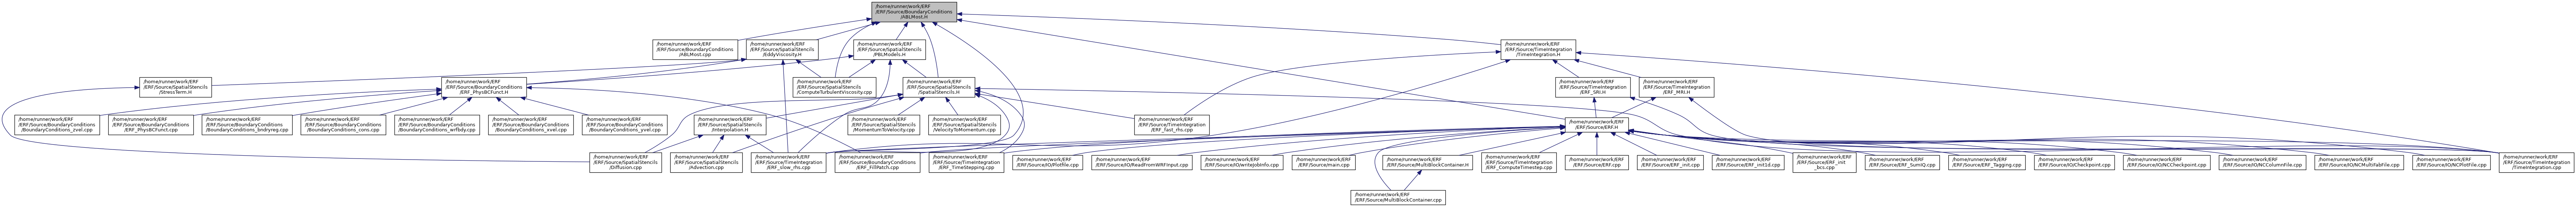 /home/runner/work/ERF
/ERF/Source/BoundaryConditions
/ABLMost.H
/home/runner/work/ERF
/ERF/Source/BoundaryConditions
/ABLMost.cpp
/home/runner/work/ERF
/ERF/Source/SpatialStencils
/EddyViscosity.H
/home/runner/work/ERF
/ERF/Source/SpatialStencils
/PBLModels.H
/home/runner/work/ERF
/ERF/Source/TimeIntegration
/TimeIntegration.H
/home/runner/work/ERF
/ERF/Source/SpatialStencils
/StressTerm.H
/home/runner/work/ERF
/ERF/Source/BoundaryConditions
/ERF_PhysBCFunct.H
/home/runner/work/ERF
/ERF/Source/SpatialStencils
/ComputeTurbulentViscosity.cpp
/home/runner/work/ERF
/ERF/Source/SpatialStencils
/SpatialStencils.H
/home/runner/work/ERF
/ERF/Source/TimeIntegration
/ERF_SRI.H
/home/runner/work/ERF
/ERF/Source/TimeIntegration
/ERF_MRI.H
/home/runner/work/ERF
/ERF/Source/BoundaryConditions
/BoundaryConditions_zvel.cpp
/home/runner/work/ERF
/ERF/Source/BoundaryConditions
/ERF_PhysBCFunct.cpp
/home/runner/work/ERF
/ERF/Source/BoundaryConditions
/BoundaryConditions_bndryreg.cpp
/home/runner/work/ERF
/ERF/Source/BoundaryConditions
/BoundaryConditions_cons.cpp
/home/runner/work/ERF
/ERF/Source/BoundaryConditions
/BoundaryConditions_wrfbdy.cpp
/home/runner/work/ERF
/ERF/Source/BoundaryConditions
/BoundaryConditions_xvel.cpp
/home/runner/work/ERF
/ERF/Source/BoundaryConditions
/BoundaryConditions_yvel.cpp
/home/runner/work/ERF
/ERF/Source/SpatialStencils
/Interpolation.H
/home/runner/work/ERF
/ERF/Source/SpatialStencils
/MomentumToVelocity.cpp
/home/runner/work/ERF
/ERF/Source/SpatialStencils
/VelocityToMomentum.cpp
/home/runner/work/ERF
/ERF/Source/TimeIntegration
/ERF_fast_rhs.cpp
/home/runner/work/ERF
/ERF/Source/ERF.H
/home/runner/work/ERF
/ERF/Source/SpatialStencils
/Diffusion.cpp
/home/runner/work/ERF
/ERF/Source/SpatialStencils
/Advection.cpp
/home/runner/work/ERF
/ERF/Source/TimeIntegration
/ERF_slow_rhs.cpp
/home/runner/work/ERF
/ERF/Source/BoundaryConditions
/ERF_FillPatch.cpp
/home/runner/work/ERF
/ERF/Source/TimeIntegration
/ERF_TimeStepping.cpp
/home/runner/work/ERF
/ERF/Source/IO/Plotfile.cpp
/home/runner/work/ERF
/ERF/Source/IO/ReadFromWRFInput.cpp
/home/runner/work/ERF
/ERF/Source/IO/writeJobInfo.cpp
/home/runner/work/ERF
/ERF/Source/main.cpp
/home/runner/work/ERF
/ERF/Source/MultiBlockContainer.H
/home/runner/work/ERF
/ERF/Source/TimeIntegration
/ERF_ComputeTimestep.cpp
/home/runner/work/ERF
/ERF/Source/ERF.cpp
/home/runner/work/ERF
/ERF/Source/ERF_init.cpp
/home/runner/work/ERF
/ERF/Source/ERF_init1d.cpp
/home/runner/work/ERF
/ERF/Source/ERF_init
_bcs.cpp
/home/runner/work/ERF
/ERF/Source/ERF_SumIQ.cpp
/home/runner/work/ERF
/ERF/Source/ERF_Tagging.cpp
/home/runner/work/ERF
/ERF/Source/IO/Checkpoint.cpp
/home/runner/work/ERF
/ERF/Source/IO/NCCheckpoint.cpp
/home/runner/work/ERF
/ERF/Source/IO/NCColumnFile.cpp
/home/runner/work/ERF
/ERF/Source/IO/NCMultiFabFile.cpp
/home/runner/work/ERF
/ERF/Source/IO/NCPlotFile.cpp
/home/runner/work/ERF
/ERF/Source/TimeIntegration
/TimeIntegration.cpp
/home/runner/work/ERF
/ERF/Source/MultiBlockContainer.cpp